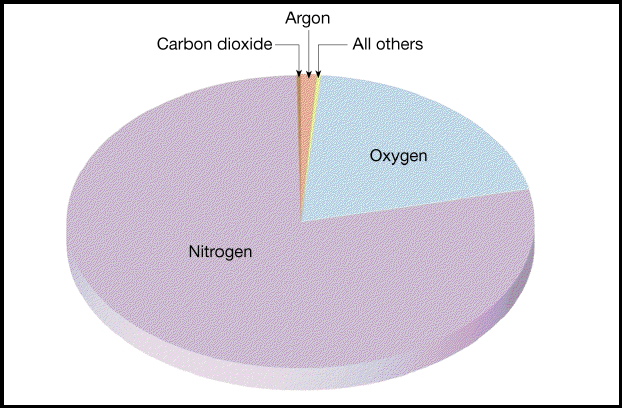 Argon
Carbon dioxide
All others
Oxygen
Nitrogen